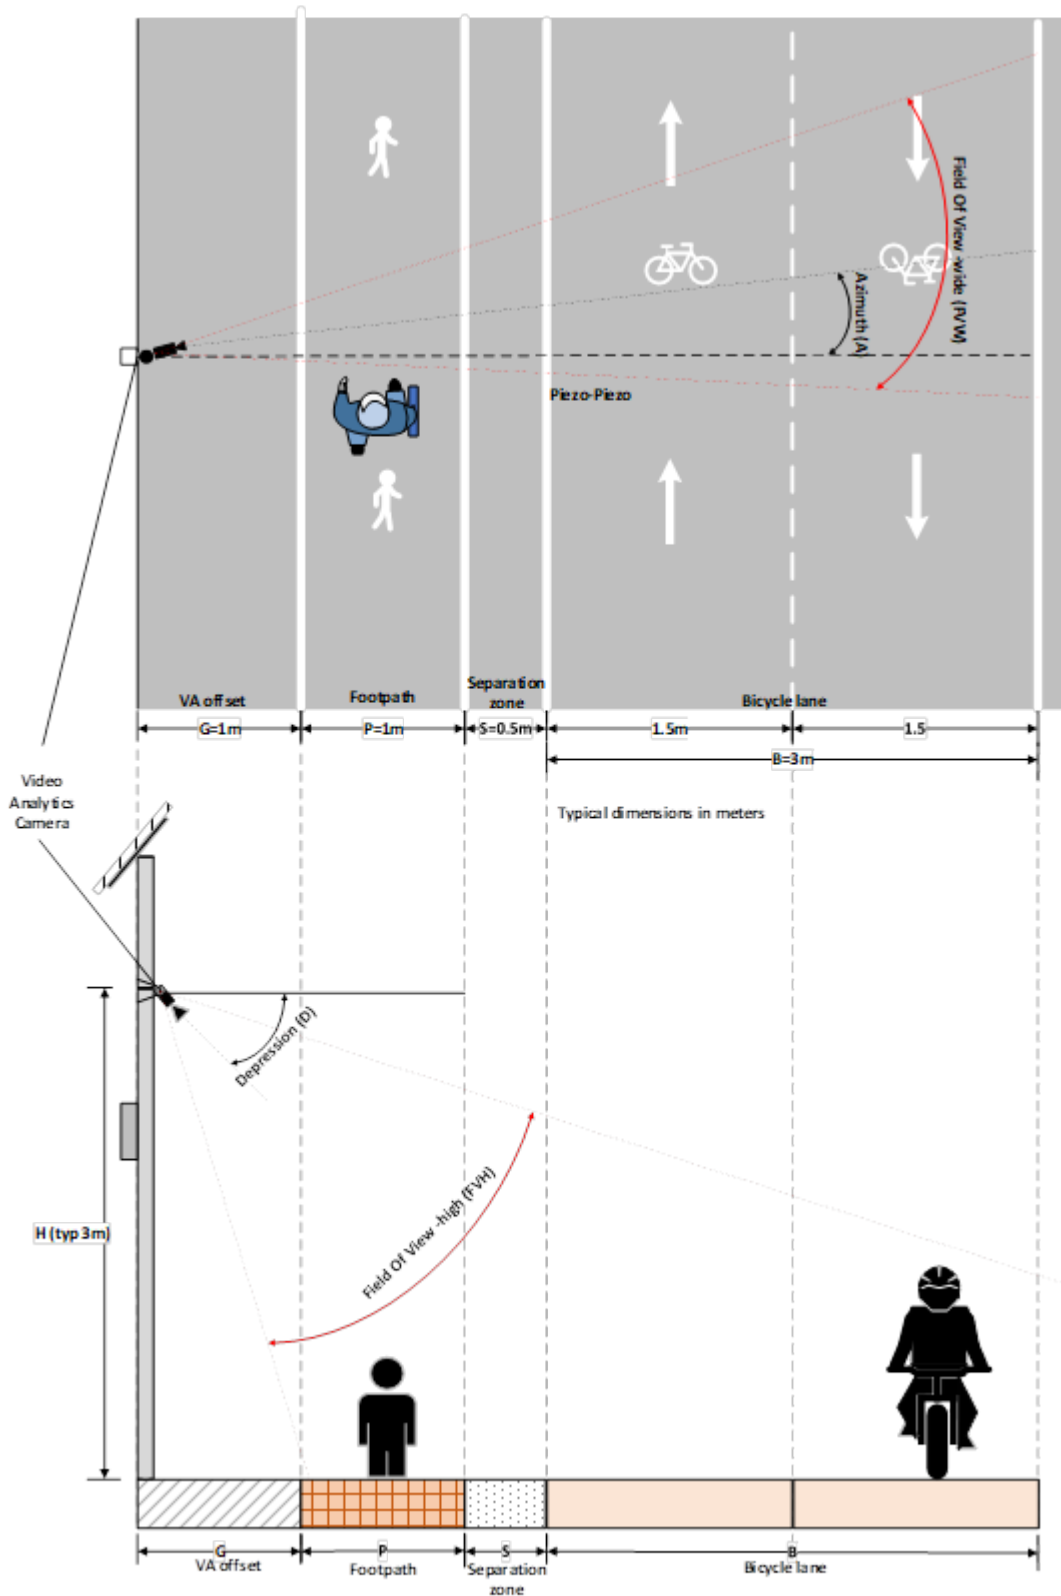 Field Of View -wide (FVW)
Azimuth (A)
Piezo-Piezo
VA offset
Footpath
Separation
zone
Bicycle lane
G=1m
P=1m
S=0.5m
1.5m
1.5
B=3m
Video
Analytics
Camera
Typical dimensions in meters
Depression (D)
Field Of View -high (FVH)
H (typ 3m)
G
P
S
B
VA offset
Footpath
Separation
zone
Bicycle lane